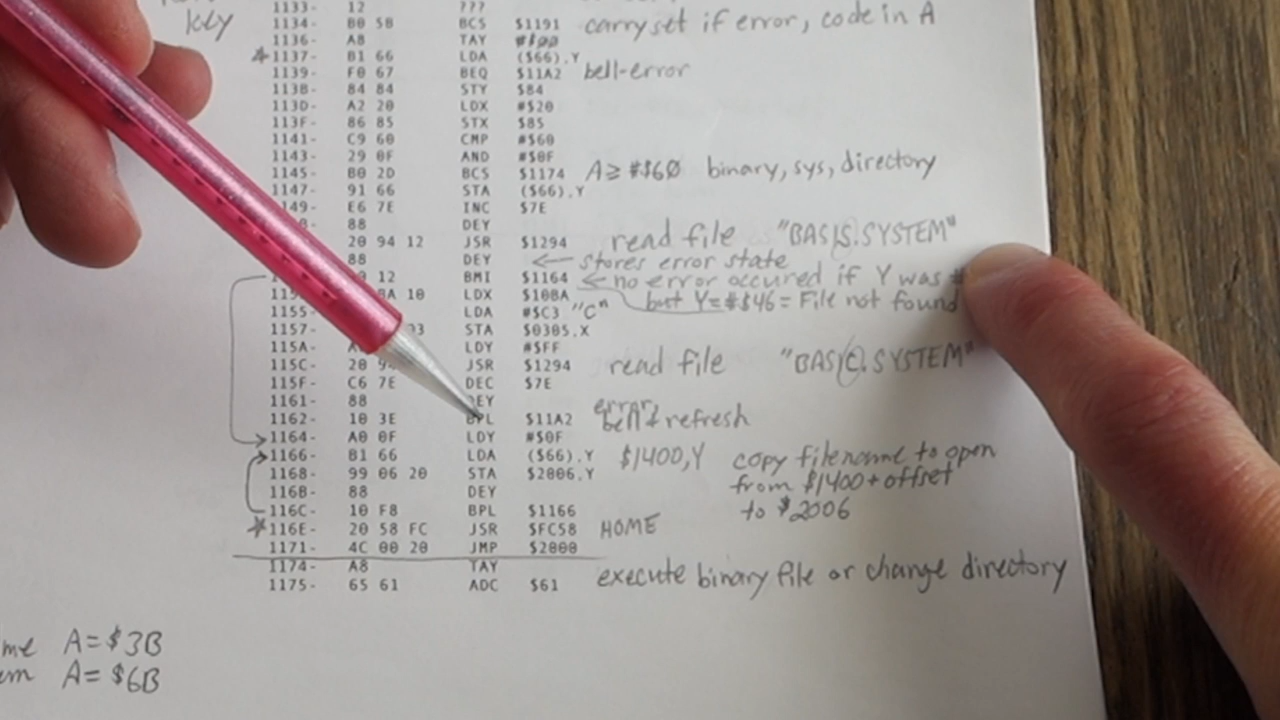 key
1133- 12 ???
1134- B0 5B BCS $1191 carry set if error, code in A
1136- A8 TAY #$00
*1137- B1 66 LDA ($66),Y
1139- F0 67 BEQ $11A2 bell-error
113B- 84 84 STY $84
113D- A2 20 LDX #$20
113F- 86 85 STX $85
1141- C9 60 CMP #$60
1143- 29 0F AND #$0F
1145- B0 2D BCS $1174 A≥#$60 binary, sys, directory
1147- 91 66 STA ($66),Y
149- E6 7E INC $7E
88 DEY
20 94 12 JSR $1294 read file "BASIS.SYSTEM"
88 DEY ← stores error state
12 BMI $1164 ← no error occured if Y was
BA 10 LDX $10BA but Y=#$46 = File not found
1155- LDA #$C3 "C"
1157- 03 STA $0305,X
115A- LDY #$FF
115C- 20 JSR $1294 read file "BASIC.SYSTEM"
115F- C6 7E DEC $7E
1161- 88 DEY
1162- 10 3E BPL $11A2 error bell + refresh
1164- A0 0F LDY #$0F
1166- B1 66 LDA ($66),Y $1400,Y copy filename to open
1168- 99 06 20 STA $2006,Y from $1400+offset
116B- 88 DEY
116C- 10 F8 BPL $1166 to $2006
*116E- 20 58 FC JSR $FC58 HOME
1171- 4C 00 20 JMP $2000
1174- A8 TAY execute binary file or change directory
1175- 65 61 ADC $61
me A=$3B
m A=$6B